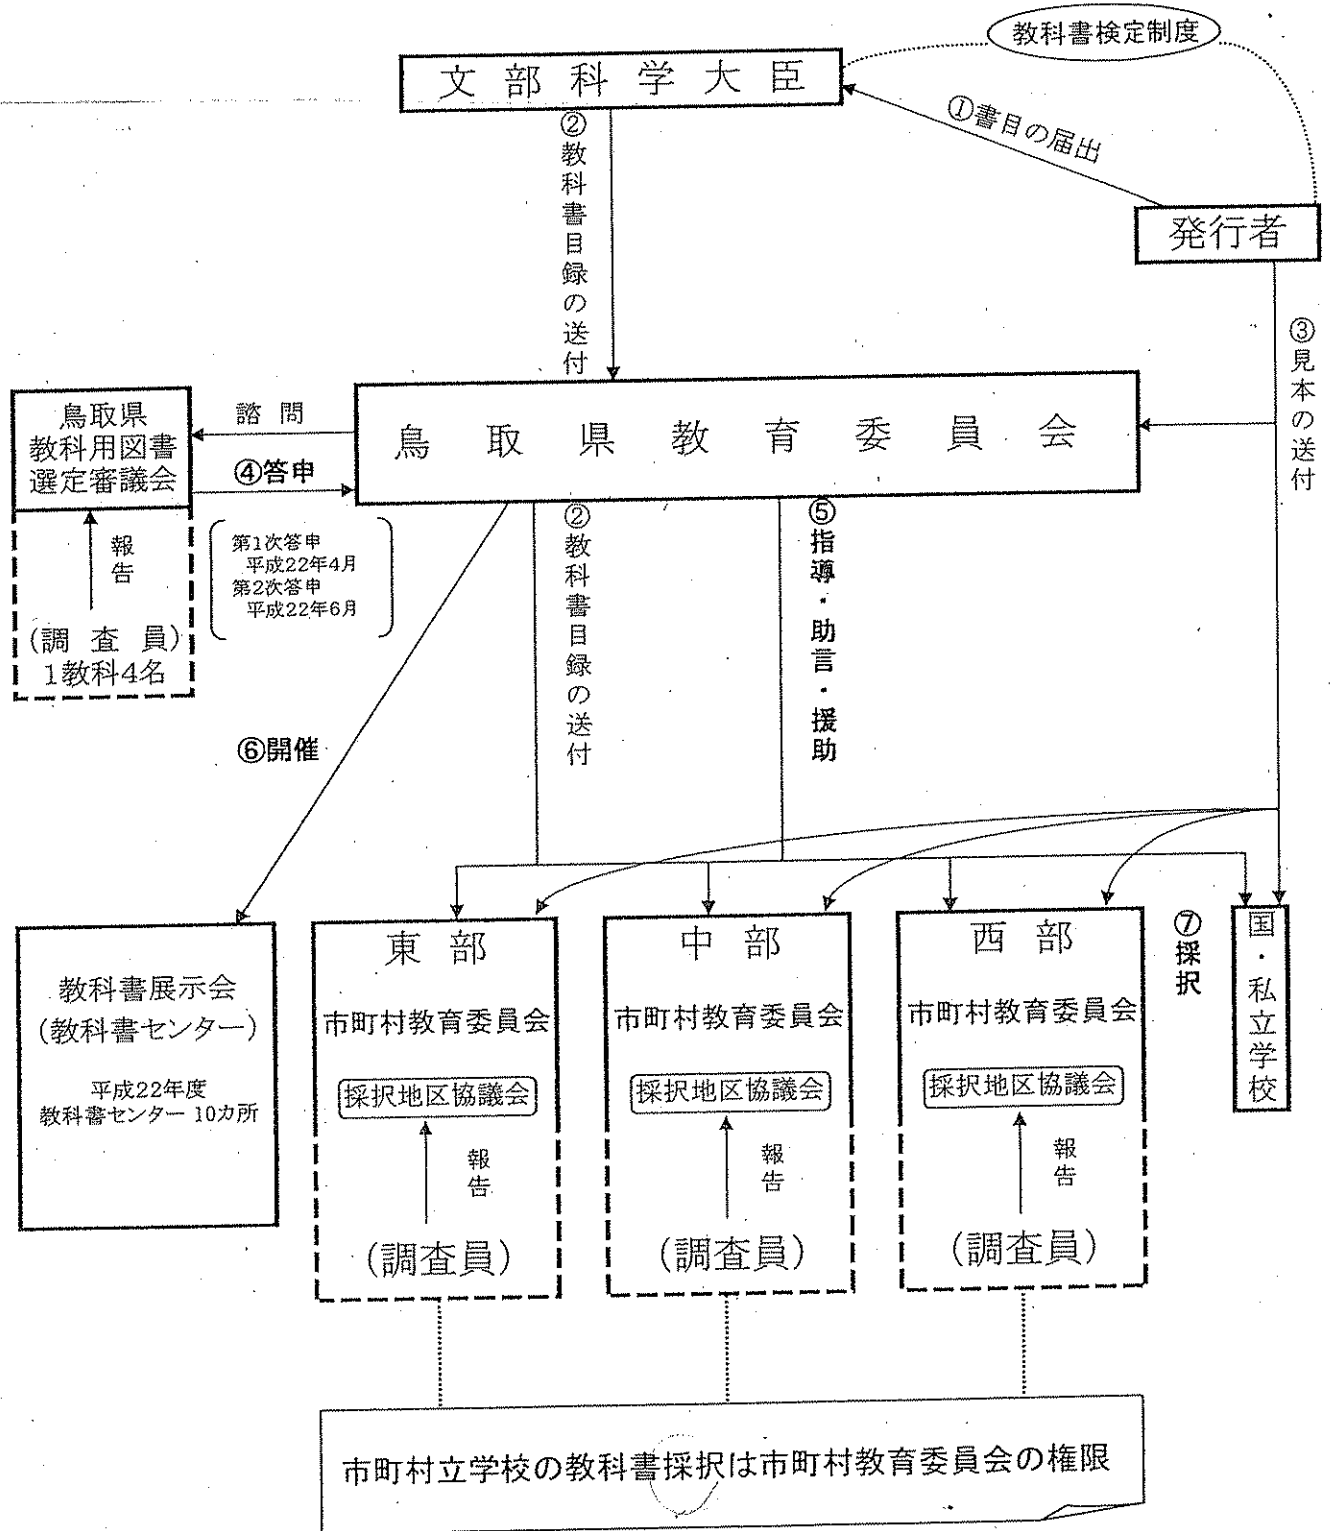 教科書検定制度
文部科学大臣
①書目の届出
②教科書目録の送付
発行者
③見本の送付
鳥取県
教科用図書
選定審議会
諮問
④答申
鳥取県教育委員会
報告
第1次答申
平成22年4月
第2次答申
平成22年6月
(調査員)
1教科4名
②教科書目録の送付
⑤指導・助言・援助
⑥開催
教科書展示会
(教科書センター)
平成22年度
教科書センター 10カ所
東部
市町村教育委員会
採択地区協議会
報告
(調査員)
中部
市町村教育委員会
採択地区協議会
報告
(調査員)
西部
市町村教育委員会
採択地区協議会
報告
(調査員)
⑦採択
国・私立学校
市町村立学校の教科書採択は市町村教育委員会の権限